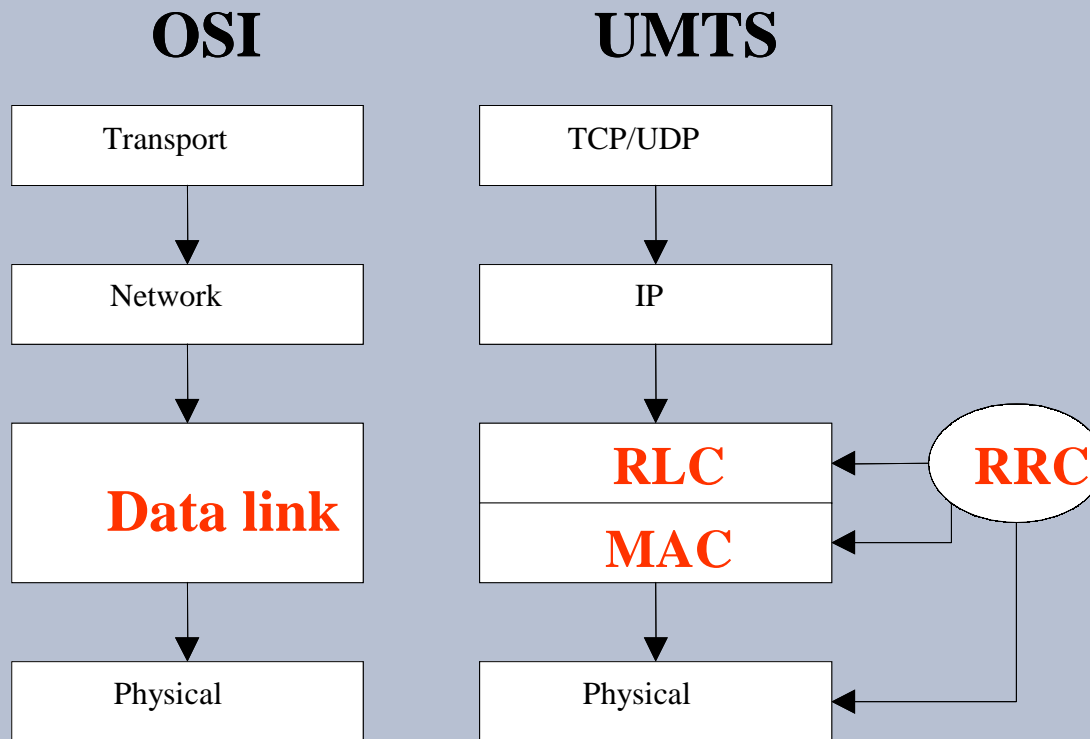 OSI UMTS
Transport TCP/UDP
Network IP
Data link RLC RRC
MAC
Physical Physical